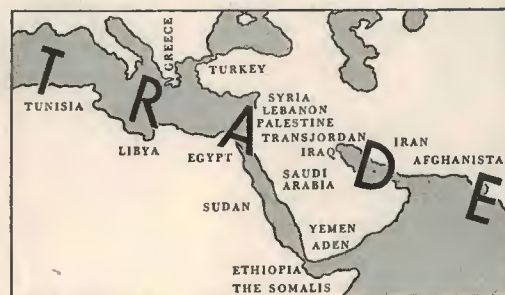 TRADE
GREECE
TURKEY
TUNISIA
SYRIA
LEBANON
PALESTINE
TRANSJORDAN
IRAN
LIBYA
EGYPT
IRAQ
AFGHANISTA
SAUDI
ARABIA
SUDAN
YEMEN
ADEN
ETHIOPIA
THE SOMALIS